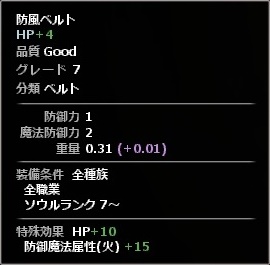 防風ベルト
HP+4
品質 Good
グレード 7
分類 ベルト
防御力 1
魔法防御力 2
重量 0.31 (+0.01)
装備条件 全種族
全職業
ソウルランク 7～
特殊効果 HP+10
防御魔法属性(火) +15